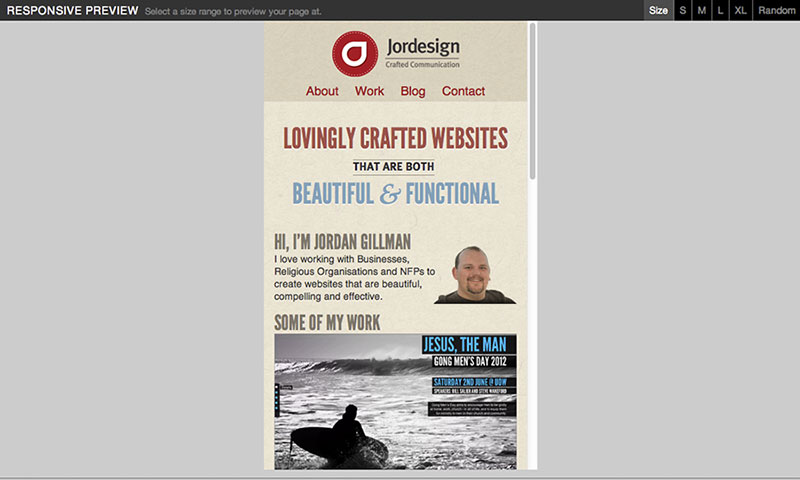 RESPONSIVE PREVIEW Select a size range to preview your page at.
Size S M L XL Random
Jordesign
Crafted Communication
About Work Blog Contact
LOVINGLY CRAFTED WEBSITES
THAT ARE BOTH
BEAUTIFUL & FUNCTIONAL
HI, I'M JORDAN GILLMAN
I love working with Businesses,
Religious Organisations and NFPs to
create websites that are beautiful,
compelling and effective.
SOME OF MY WORK
JESUS, THE MAN
GONG MEN'S DAY 2012
SATURDAY 2ND JUNE @ UOW